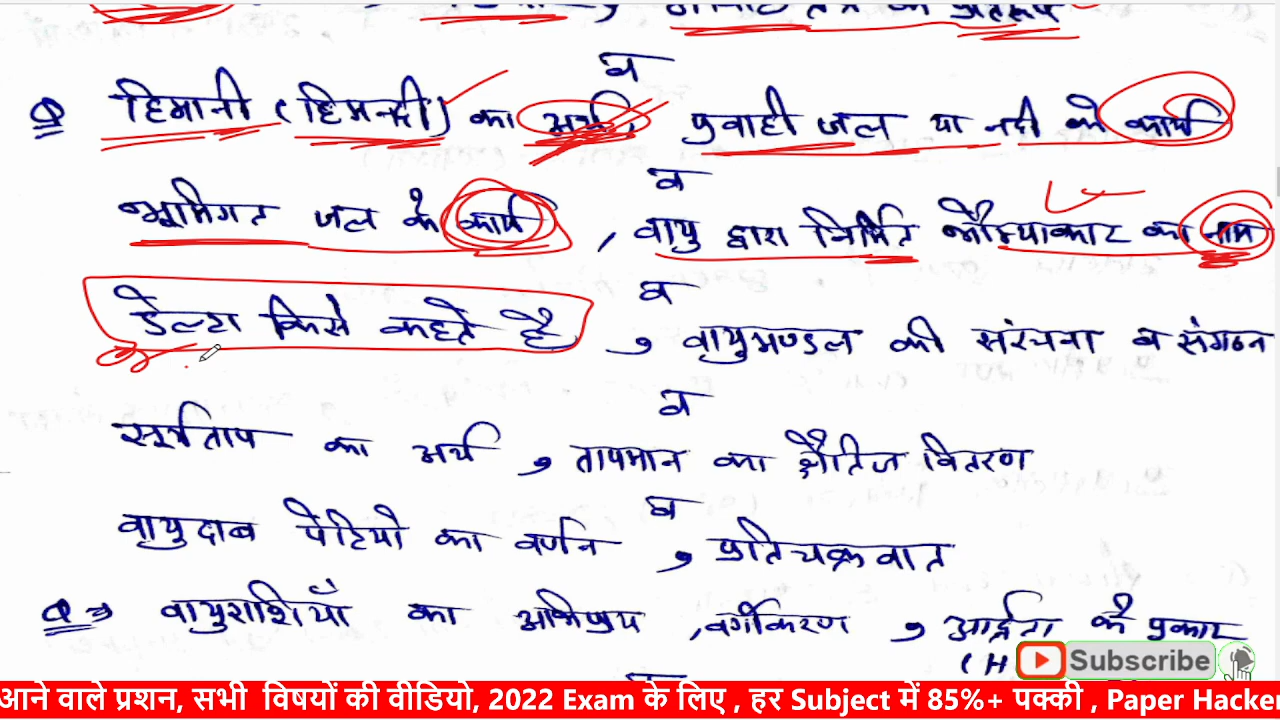 व
Q हिमानी (हिमनदी) का अर्थ, प्रवाही जल या नदी के कार्य
व
भूमिगत जल के कार्य, वायु द्वारा निर्मित भौम्याकार का नाम
व
डेल्टा किसे कहते है, वायुमण्डल की संरचना व संगठन
व
सूर्यताप का अर्थ, तापमान का क्षैतिज वितरण
व
वायुदाब पेटियों का वर्णन, प्रतिचक्रवात
Q⇒ वायुराशियाँ का अभिप्राय, वर्गीकरण, आर्द्रता के प्रकार
(H
Subscribe
आने वाले प्रशन, सभी विषयों की वीडियो, 2022 Exam के लिए , हर Subject में 85%+ पक्की , Paper Hacke